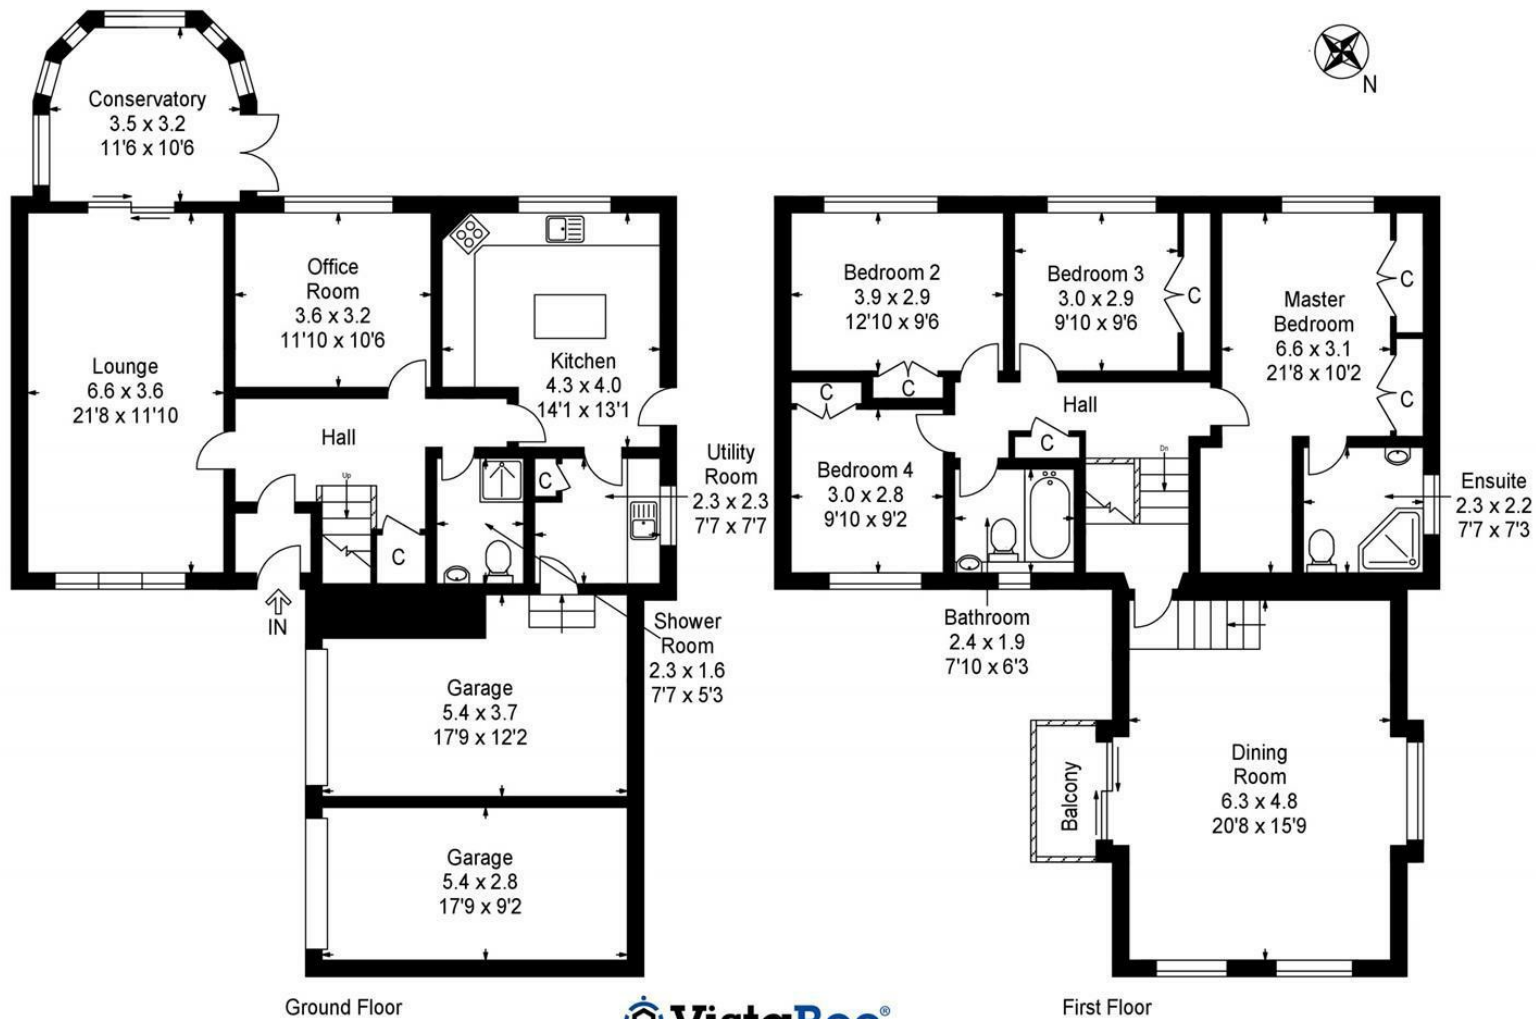 N
Conservatory
3.5 x 3.2
11'6 x 10'6
Office
Room
3.6 x 3.2
11'10 x 10'6
Lounge
6.6 x 3.6
21'8 x 11'10
Kitchen
4.3 x 4.0
14'1 x 13'1
Hall
Up
C
C
IN
Utility
Room
2.3 x 2.3
7'7 x 7'7
Shower
Room
2.3 x 1.6
7'7 x 5'3
Garage
5.4 x 3.7
17'9 x 12'2
Garage
5.4 x 2.8
17'9 x 9'2
Ground Floor
Bedroom 2
3.9 x 2.9
12'10 x 9'6
C
Bedroom 3
3.0 x 2.9
9'10 x 9'6
C
Master
Bedroom
6.6 x 3.1
21'8 x 10'2
C
C
C
Hall
C
Dn
Bedroom 4
3.0 x 2.8
9'10 x 9'2
Ensuite
2.3 x 2.2
7'7 x 7'3
Bathroom
2.4 x 1.9
7'10 x 6'3
Balcony
Dining
Room
6.3 x 4.8
20'8 x 15'9
First Floor
VistaBee®